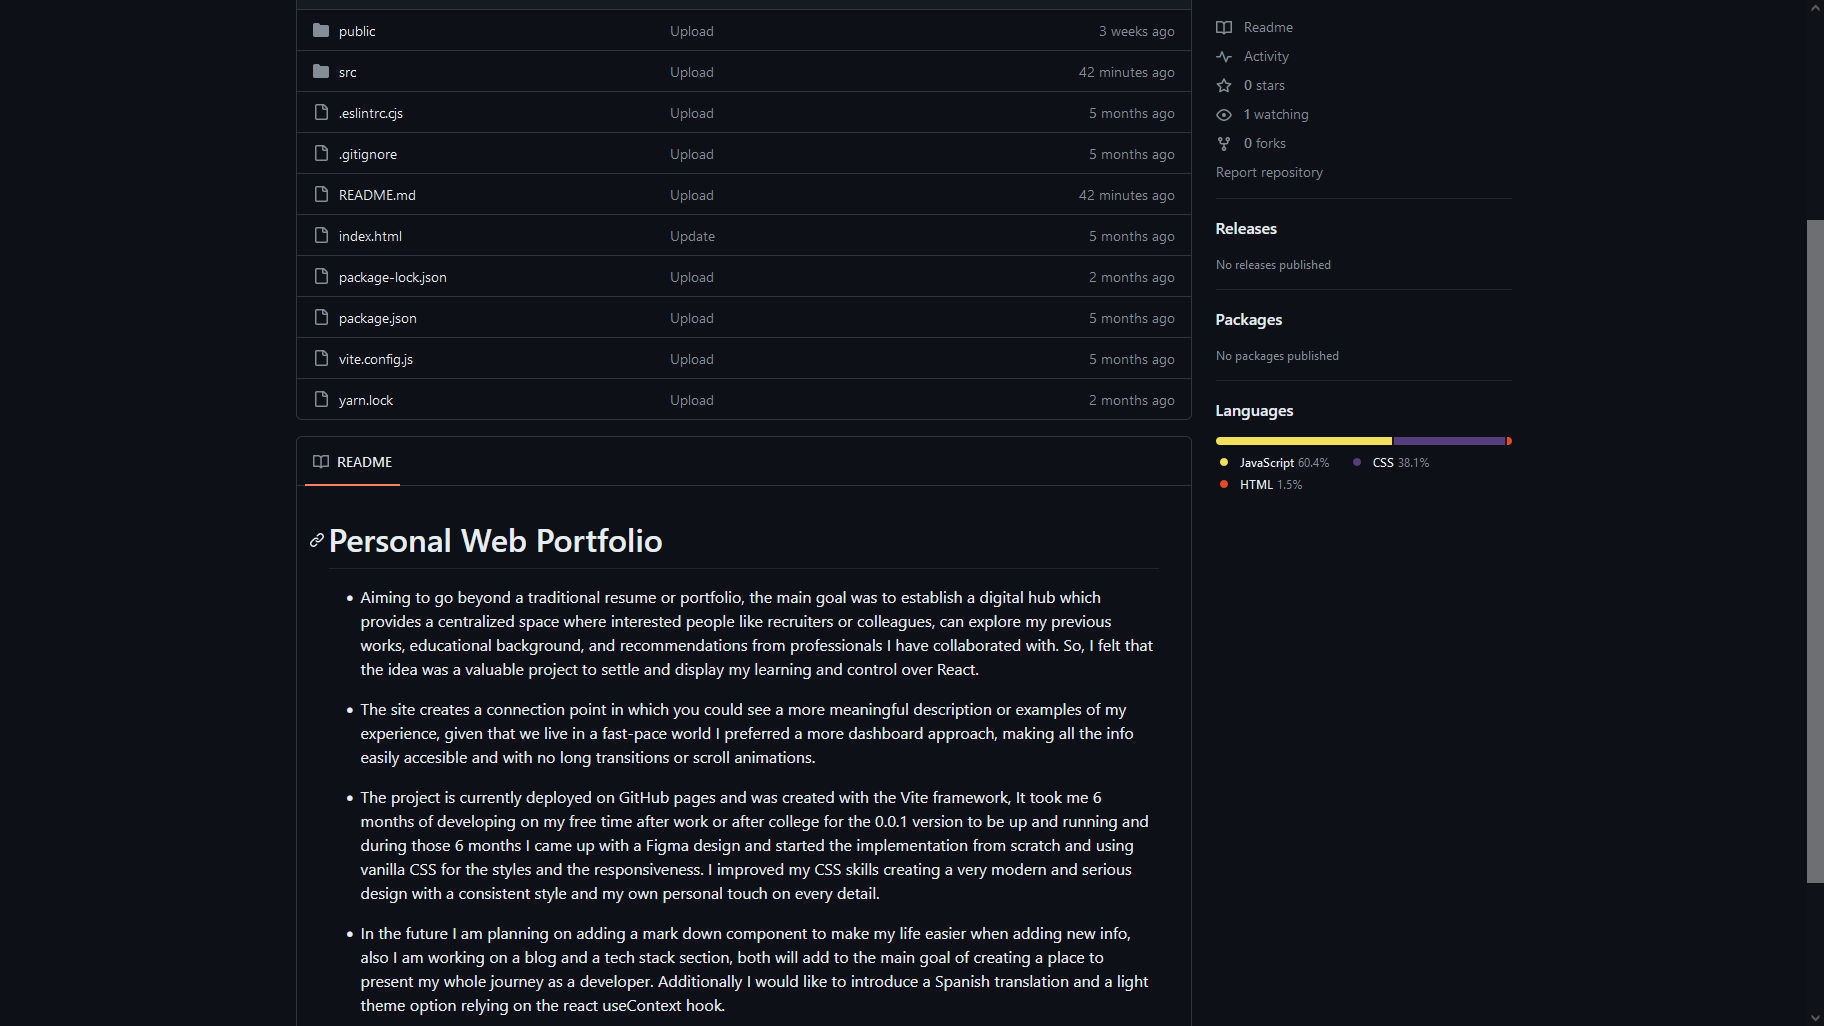 public Upload 3 weeks ago
src Upload 42 minutes ago
.eslintrc.cjs Upload 5 months ago
.gitignore Upload 5 months ago
README.md Upload 42 minutes ago
index.html Update 5 months ago
package-lock.json Upload 2 months ago
package.json Upload 5 months ago
vite.config.js Upload 5 months ago
yarn.lock Upload 2 months ago
README
Personal Web Portfolio
• Aiming to go beyond a traditional resume or portfolio, the main goal was to establish a digital hub which
provides a centralized space where interested people like recruiters or colleagues, can explore my previous
works, educational background, and recommendations from professionals I have collaborated with. So, I felt that
the idea was a valuable project to settle and display my learning and control over React.
• The site creates a connection point in which you could see a more meaningful description or examples of my
experience, given that we live in a fast-pace world I preferred a more dashboard approach, making all the info
easily accesible and with no long transitions or scroll animations.
• The project is currently deployed on GitHub pages and was created with the Vite framework, It took me 6
months of developing on my free time after work or after college for the 0.0.1 version to be up and running and
during those 6 months I came up with a Figma design and started the implementation from scratch and using
vanilla CSS for the styles and the responsiveness. I improved my CSS skills creating a very modern and serious
design with a consistent style and my own personal touch on every detail.
• In the future I am planning on adding a mark down component to make my life easier when adding new info,
also I am working on a blog and a tech stack section, both will add to the main goal of creating a place to
present my whole journey as a developer. Additionally I would like to introduce a Spanish translation and a light
theme option relying on the react useContext hook.
Readme
Activity
0 stars
1 watching
0 forks
Report repository
Releases
No releases published
Packages
No packages published
Languages
JavaScript 60.4% CSS 38.1%
HTML 1.5%